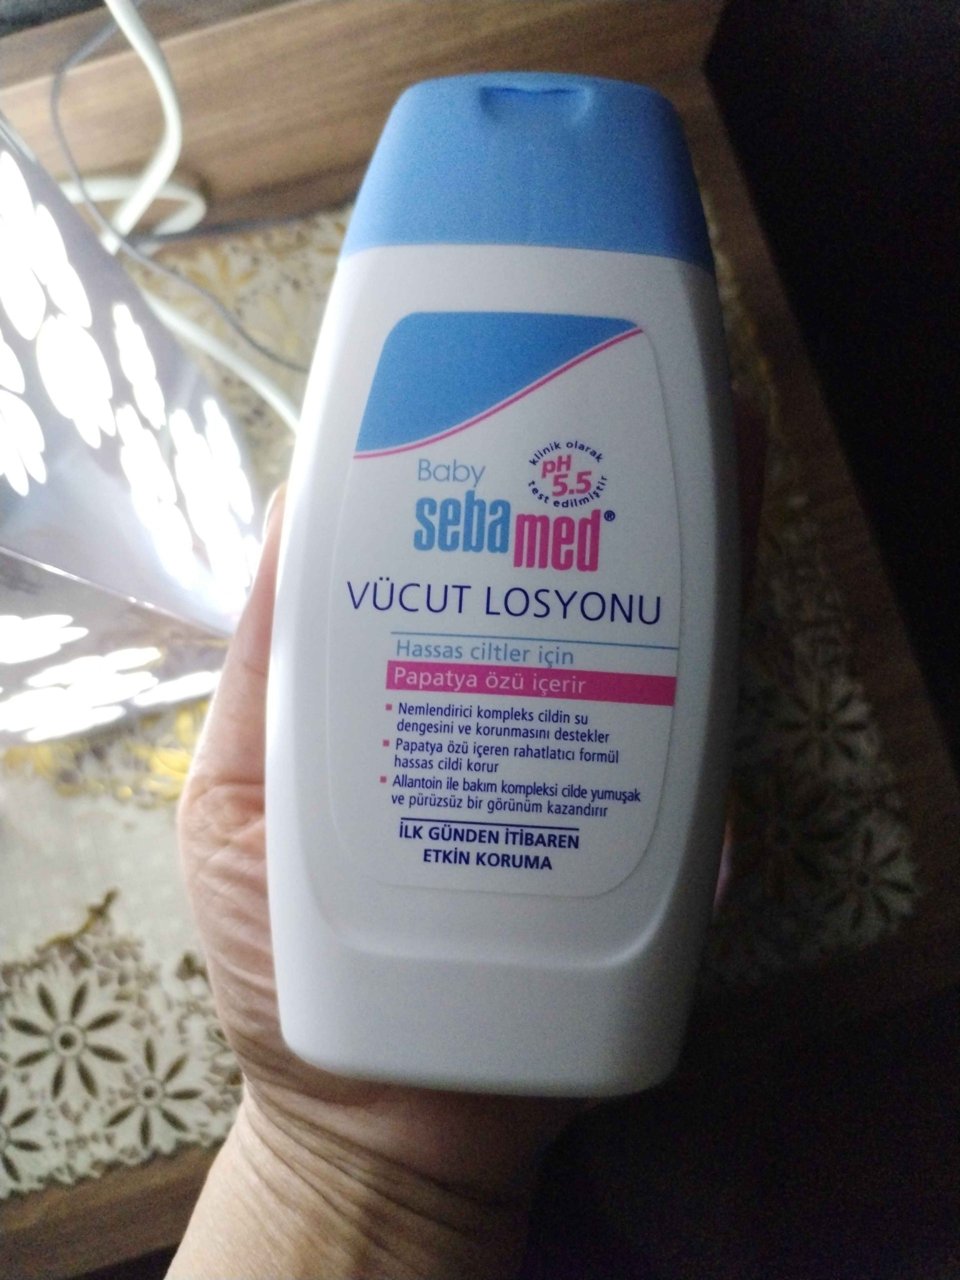 klinik olarak
pH
5.5
test edilmiştir
Baby
sebamed®
VÜCUT LOSYONU
Hassas ciltler için
Papatya özü içerir
Nemlendirici kompleks cildin su
dengesini ve korunmasını destekler
Papatya özü içeren rahatlatıcı formül
hassas cildi korur
Allantoin ile bakım kompleksi cilde yumuşak
ve pürüzsüz bir görünüm kazandırır
İLK GÜNDEN İTİBAREN
ETKİN KORUMA